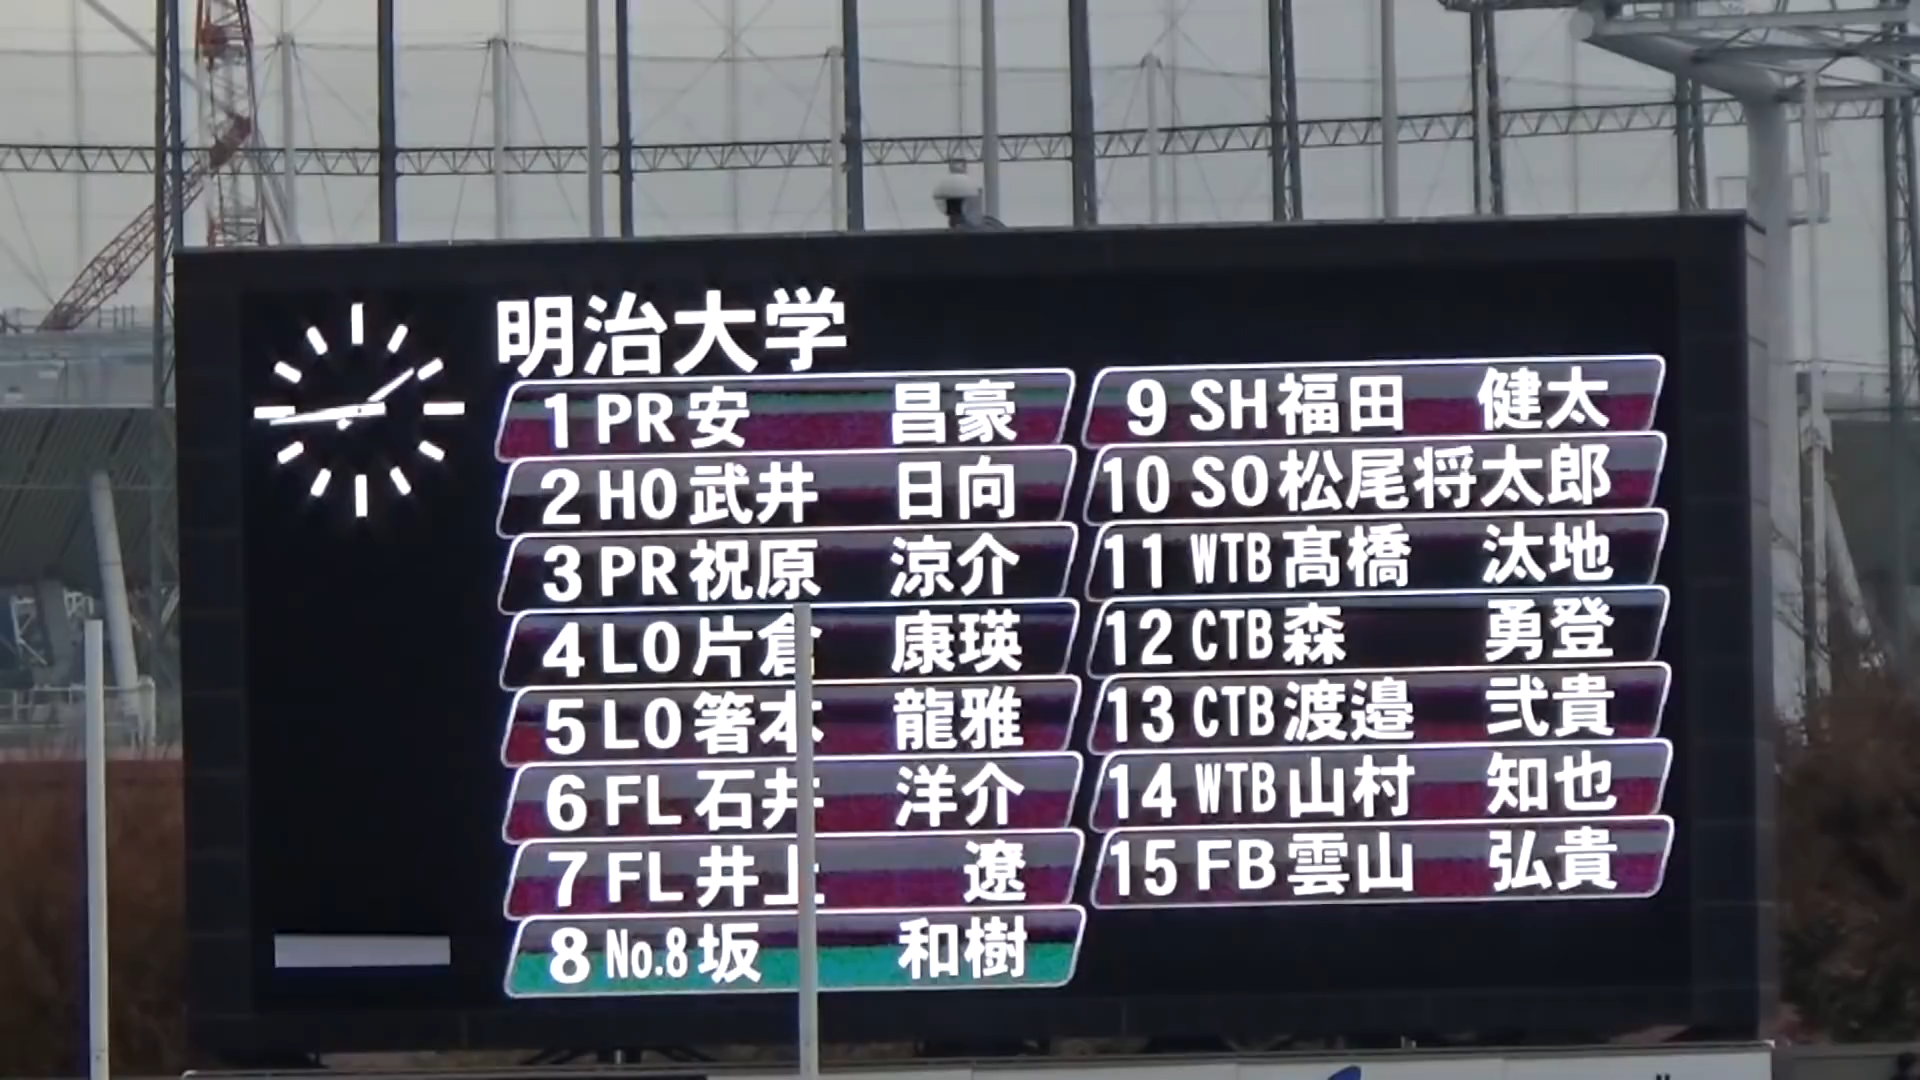 明治大学
1 PR 安 昌豪
2 HO 武井 日向
3 PR 祝原 涼介
4 LO 片倉 康瑛
5 LO 箸本 龍雅
6 FL 石井 洋介
7 FL 井上 遼
8 No.8 坂 和樹
9 SH 福田 健太
10 SO 松尾将太郎
11 WTB 髙橋 汰地
12 CTB 森 勇登
13 CTB 渡邉 弐貴
14 WTB 山村 知也
15 FB 雲山 弘貴